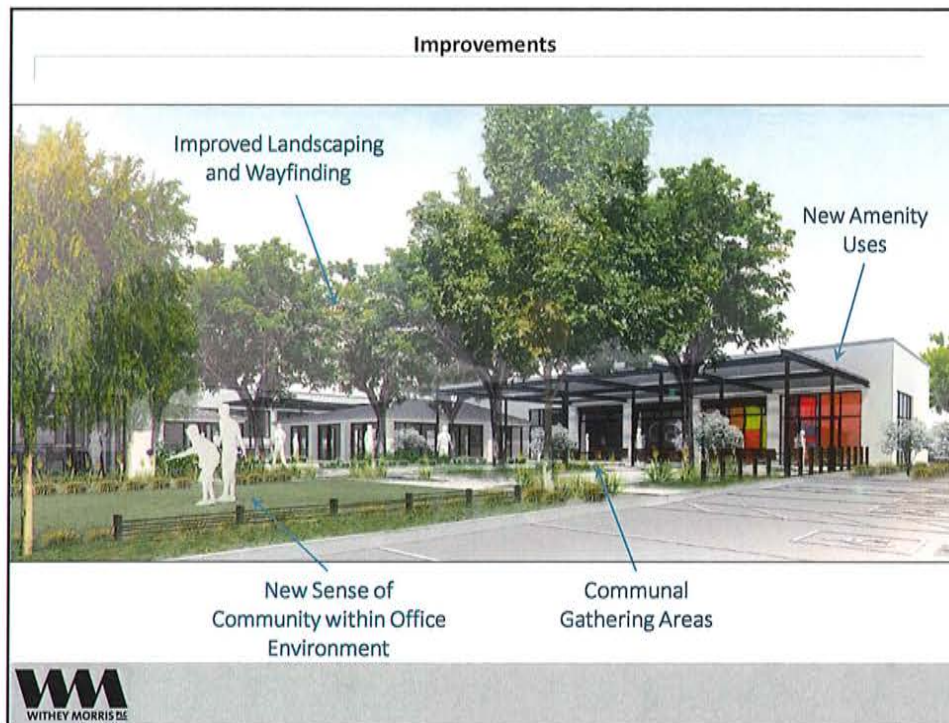 Improvements
Improved Landscaping
and Wayfinding
New Amenity
Uses
New Sense of
Community within Office
Environment
Communal
Gathering Areas
WM
WITHEY MORRIS PLC